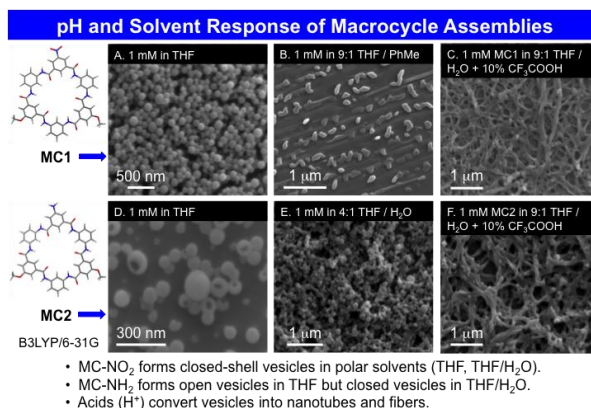 pH and Solvent Response of Macrocycle Assemblies
A. 1 mM in THF
B. 1 mM in 9:1 THF / PhMe
C. 1 mM MC1 in 9:1 THF /
H₂O + 10% CF₃COOH
MC1
500 nm
1 μm
1 μm
D. 1 mM in THF
E. 1 mM in 4:1 THF / H₂O
F. 1 mM MC2 in 9:1 THF /
H₂O + 10% CF₃COOH
MC2
B3LYP/6-31G
300 nm
1 μm
1 μm
• MC-NO₂ forms closed-shell vesicles in polar solvents (THF, THF/H₂O).
• MC-NH₂ forms open vesicles in THF but closed vesicles in THF/H₂O.
• Acids (H⁺) convert vesicles into nanotubes and fibers.